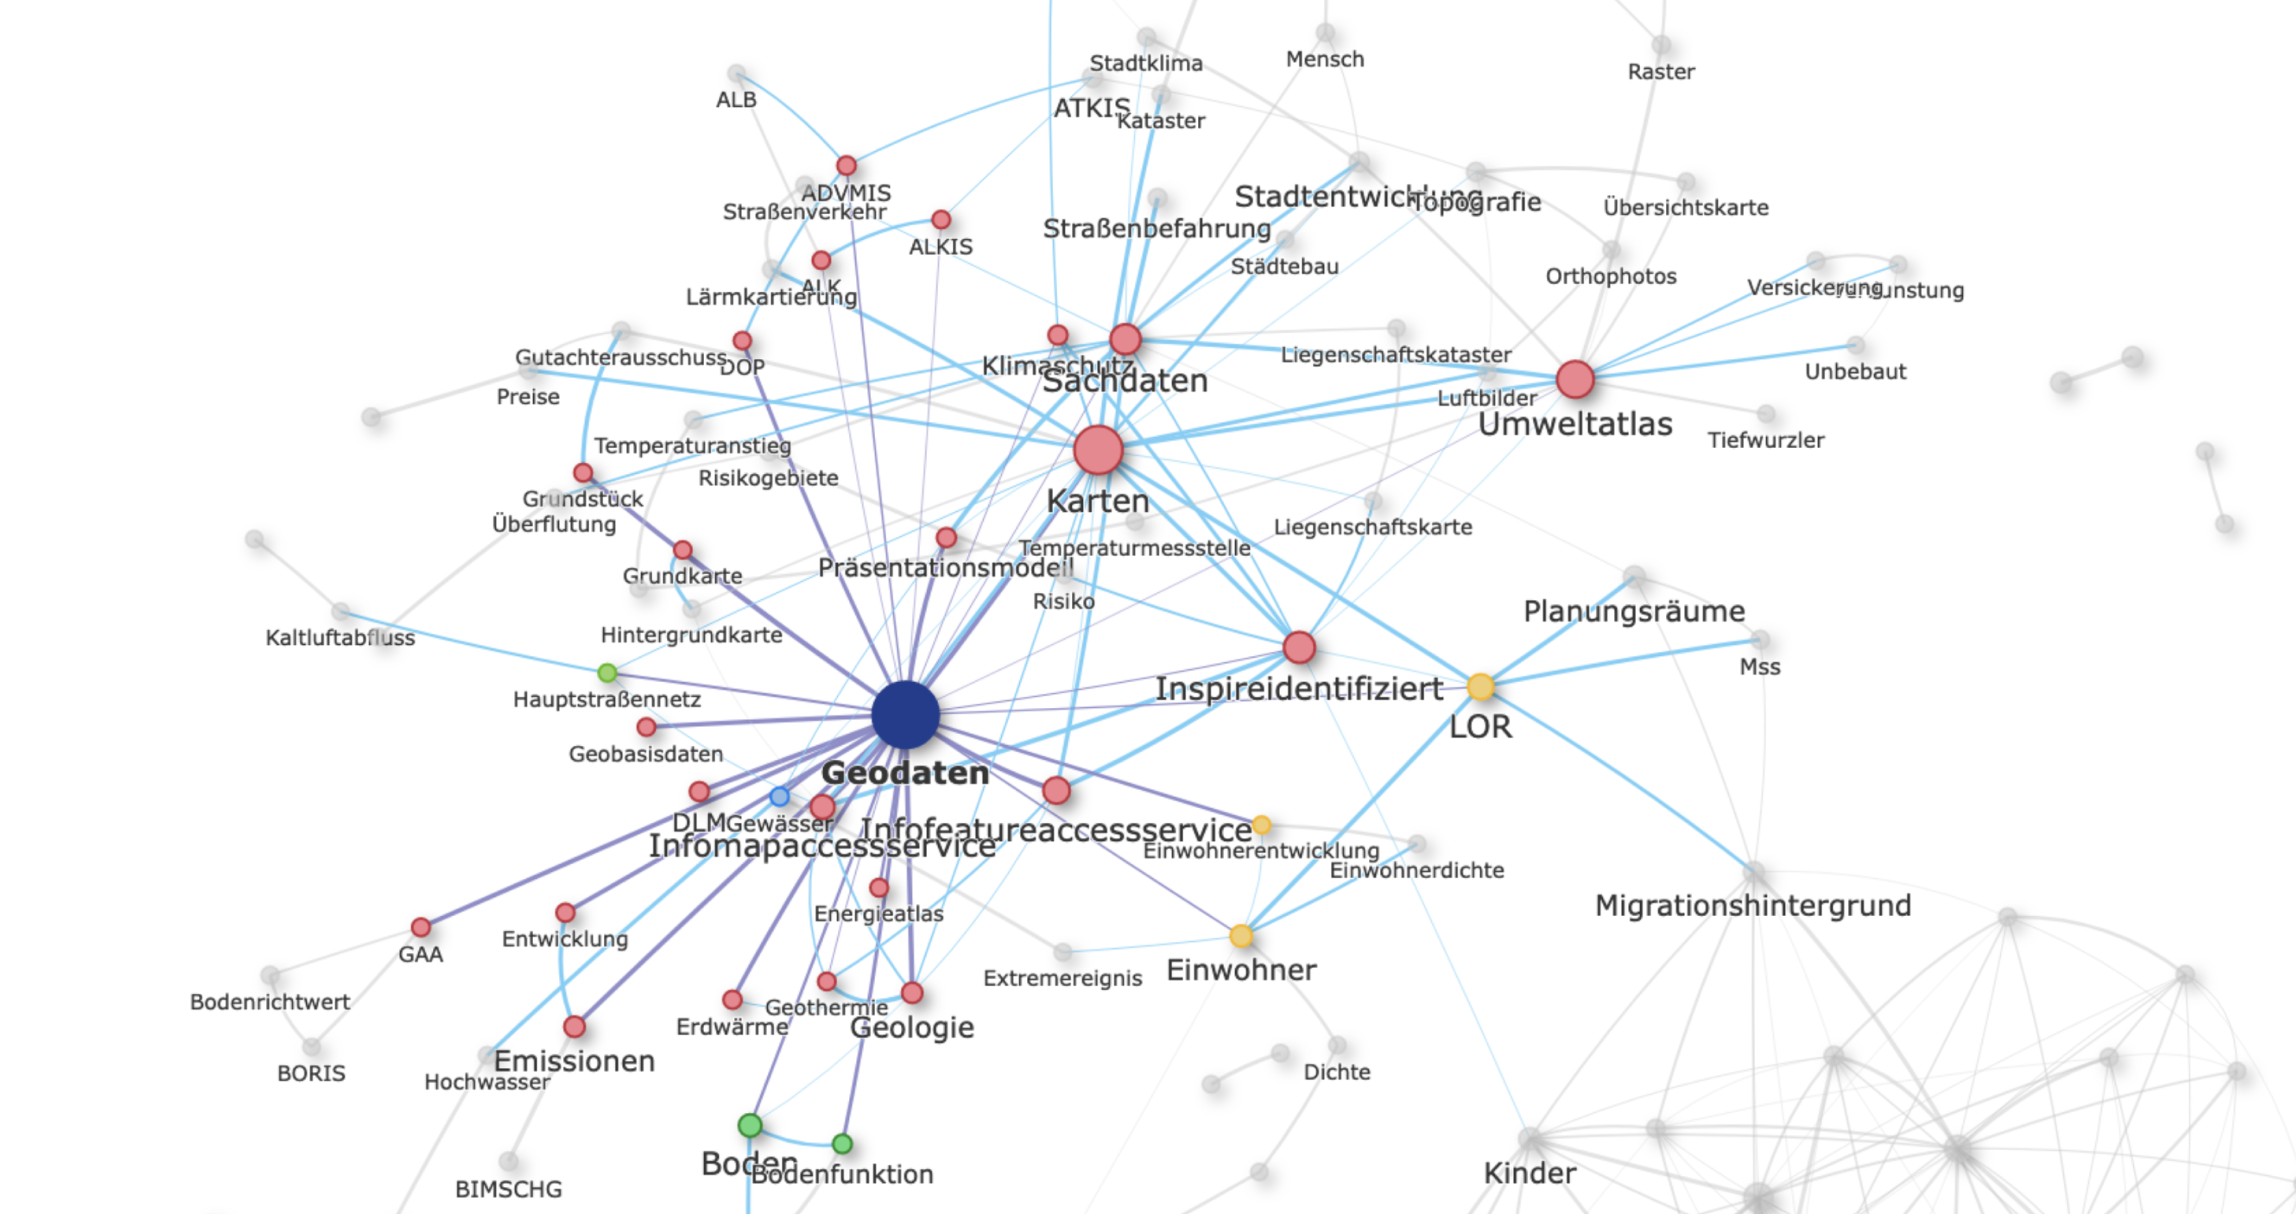 Stadtklima
Mensch
Raster
ALB
ATKIS
Kataster
ADVMIS
Straßenverkehr
Stadtentwicklung
Topografie
Übersichtskarte
Straßenbefahrung
ALKIS
Städtebau
Orthophotos
ALK
Lärmkartierung
Versickerung
Gutachterausschuss
DOP
Klimaschutz
Liegenschaftskataster
Sachdaten
Unbebaut
Preise
Luftbilder
Umweltatlas
Temperaturanstieg
Tiefwurzler
Risikogebiete
Grundstück
Karten
Überflutung
Liegenschaftskarte
Temperaturmessstelle
Präsentationsmodell
Grundkarte
Risiko
Planungsräume
Hintergrundkarte
Kaltluftabfluss
Mss
Hauptstraßennetz
Inspireidentifiziert
LOR
Geobasisdaten
Geodaten
DLM
Gewässer
Infofeatureaccessservice
Infomapaccessservice
Einwohnerentwicklung
Einwohnerdichte
Energieatlas
Migrationshintergrund
Entwicklung
GAA
Extremereignis
Einwohner
Bodenrichtwert
Geothermie
Erdwärme
Geologie
Emissionen
BORIS
Hochwasser
Dichte
Boden
Bodenfunktion
Kinder
BIMSCHG